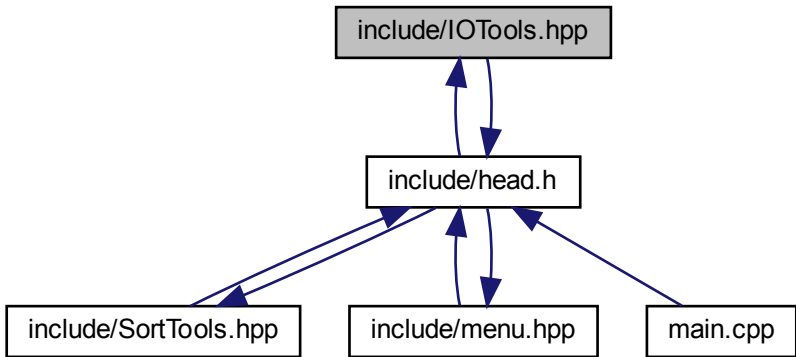 include/IOTools.hpp
include/head.h
include/SortTools.hpp
include/menu.hpp
main.cpp